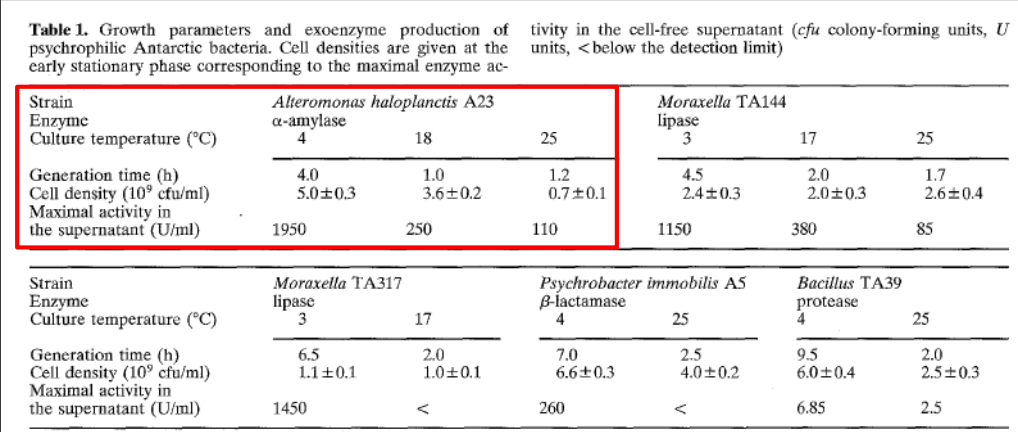 Table 1. Growth parameters and exoenzyme production of
psychrophilic Antarctic bacteria. Cell densities are given at the
early stationary phase corresponding to the maximal enzyme ac-
tivity in the cell-free supernatant (cfu colony-forming units, U
units, < below the detection limit)
Strain Alteromonas haloplanctis A23 Moraxella TA144
Enzyme α-amylase lipase
Culture temperature (°C) 4 18 25 3 17 25
Generation time (h) 4.0 1.0 1.2 4.5 2.0 1.7
Cell density (10⁹ cfu/ml) 5.0±0.3 3.6±0.2 0.7±0.1 2.4±0.3 2.0±0.3 2.6±0.4
Maximal activity in
the supernatant (U/ml) 1950 250 110 1150 380 85
Strain Moraxella TA317 Psychrobacter immobilis A5 Bacillus TA39
Enzyme lipase β-lactamase protease
Culture temperature (°C) 3 17 4 25 4 25
Generation time (h) 6.5 2.0 7.0 2.5 9.5 2.0
Cell density (10⁹ cfu/ml) 1.1±0.1 1.0±0.1 6.6±0.3 4.0±0.2 6.0±0.4 2.5±0.3
Maximal activity in
the supernatant (U/ml) 1450 < 260 < 6.85 2.5